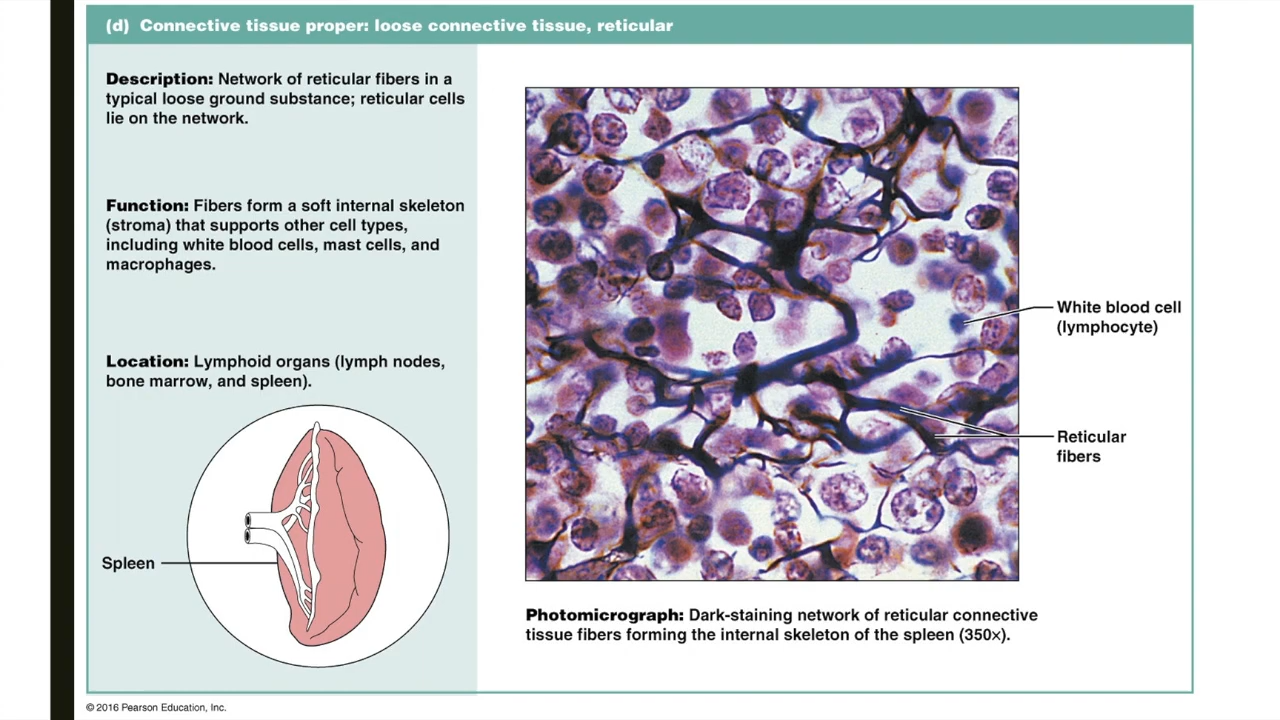 (d) Connective tissue proper: loose connective tissue, reticular
Description: Network of reticular fibers in a
typical loose ground substance; reticular cells
lie on the network.
Function: Fibers form a soft internal skeleton
(stroma) that supports other cell types,
including white blood cells, mast cells, and
macrophages.
Location: Lymphoid organs (lymph nodes,
bone marrow, and spleen).
Spleen
White blood cell
(lymphocyte)
Reticular
fibers
Photomicrograph: Dark-staining network of reticular connective
tissue fibers forming the internal skeleton of the spleen (350×).
© 2016 Pearson Education, Inc.